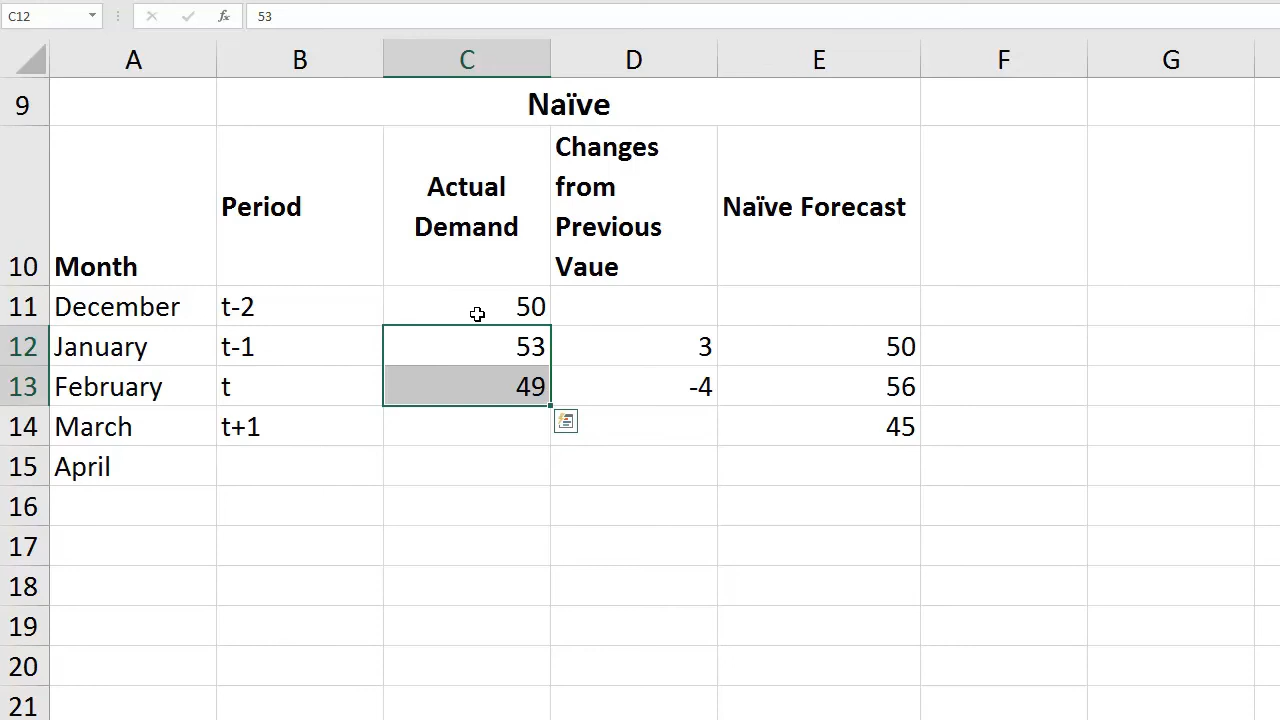 C12 fx 53
A B C D E F G
9 Naïve
10 Month Period Actual Demand Changes from Previous Vaue Naïve Forecast
11 December t-2 50
12 January t-1 53 3 50
13 February t 49 -4 56
14 March t+1 45
15 April
16
17
18
19
20
21